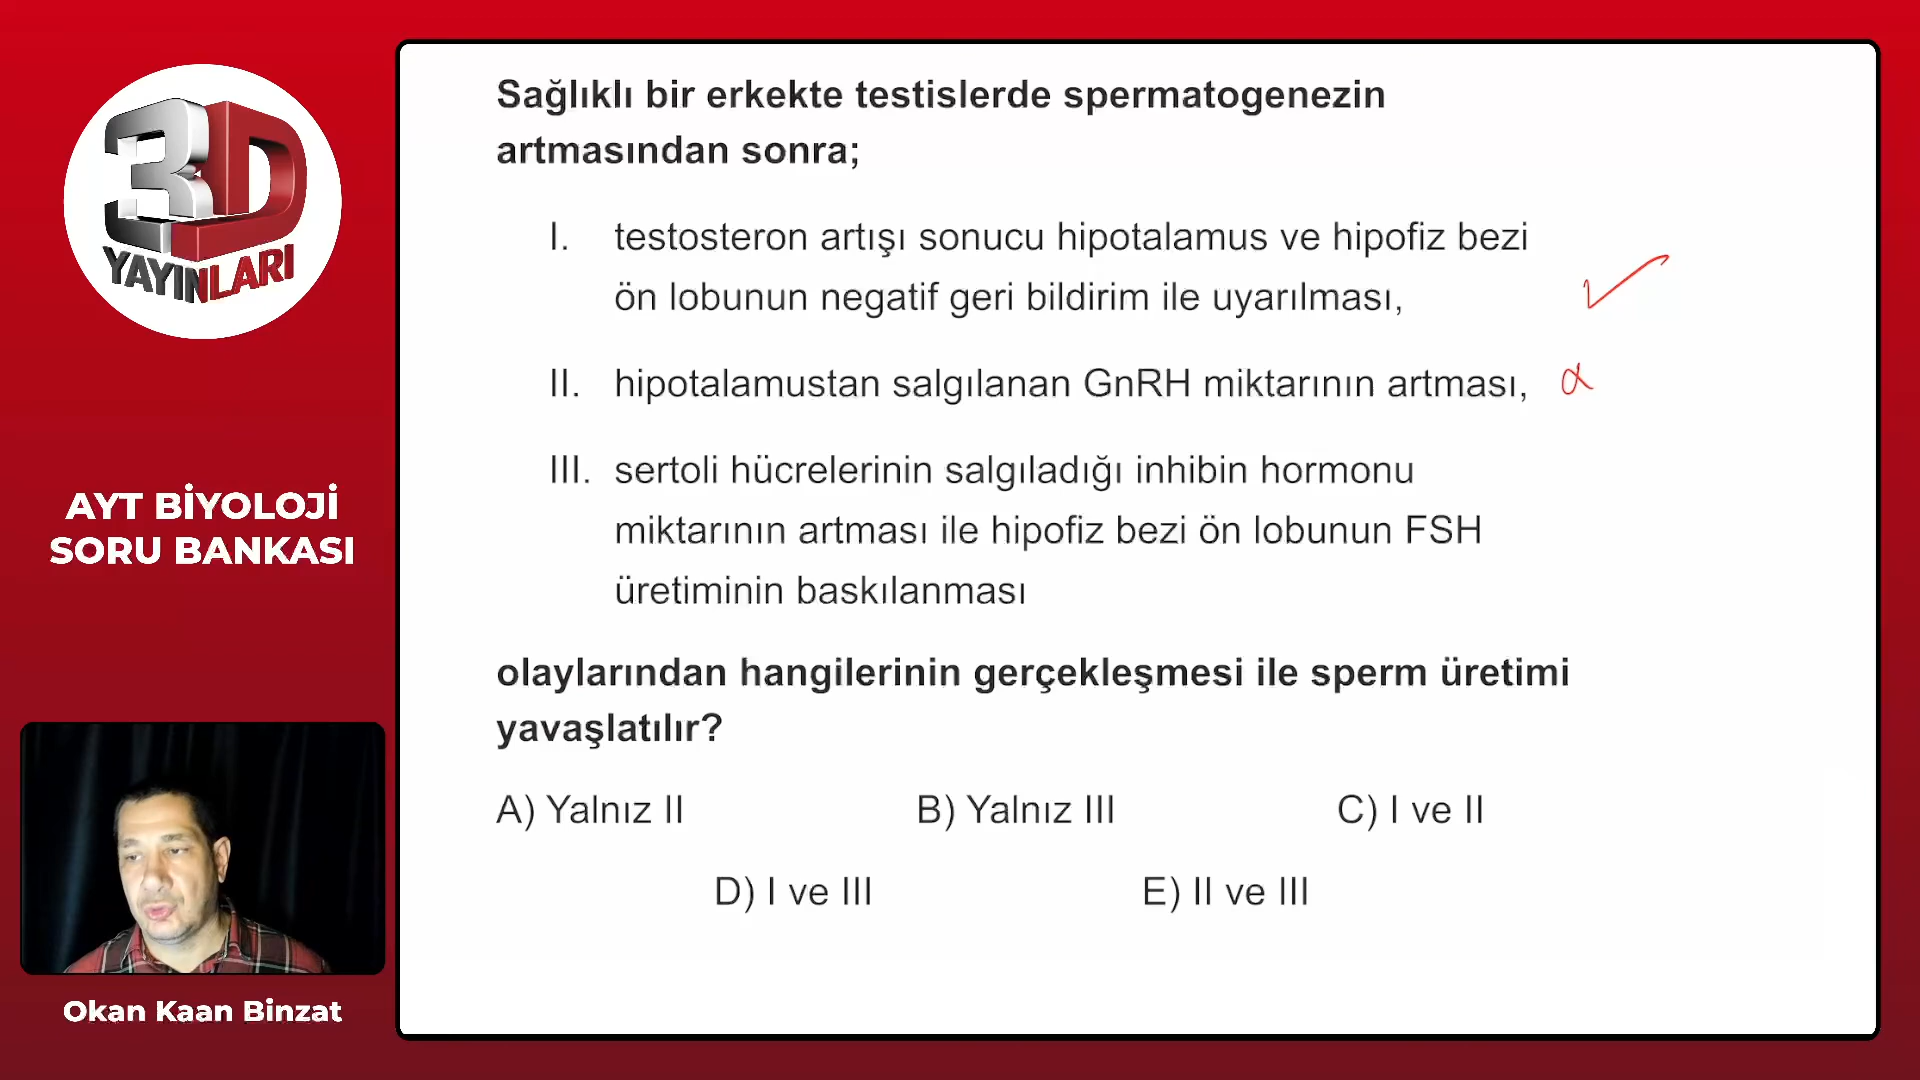 3D
YAYINLARI
AYT BİYOLOJİ
SORU BANKASI
Okan Kaan Binzat
Sağlıklı bir erkekte testislerde spermatogenezin
artmasından sonra;
I. testosteron artışı sonucu hipotalamus ve hipofiz bezi
ön lobunun negatif geri bildirim ile uyarılması,
II. hipotalamustan salgılanan GnRH miktarının artması,
III. sertoli hücrelerinin salgıladığı inhibin hormonu
miktarının artması ile hipofiz bezi ön lobunun FSH
üretiminin baskılanması
olaylarından hangilerinin gerçekleşmesi ile sperm üretimi
yavaşlatılır?
A) Yalnız II B) Yalnız III C) I ve II
D) I ve III E) II ve III